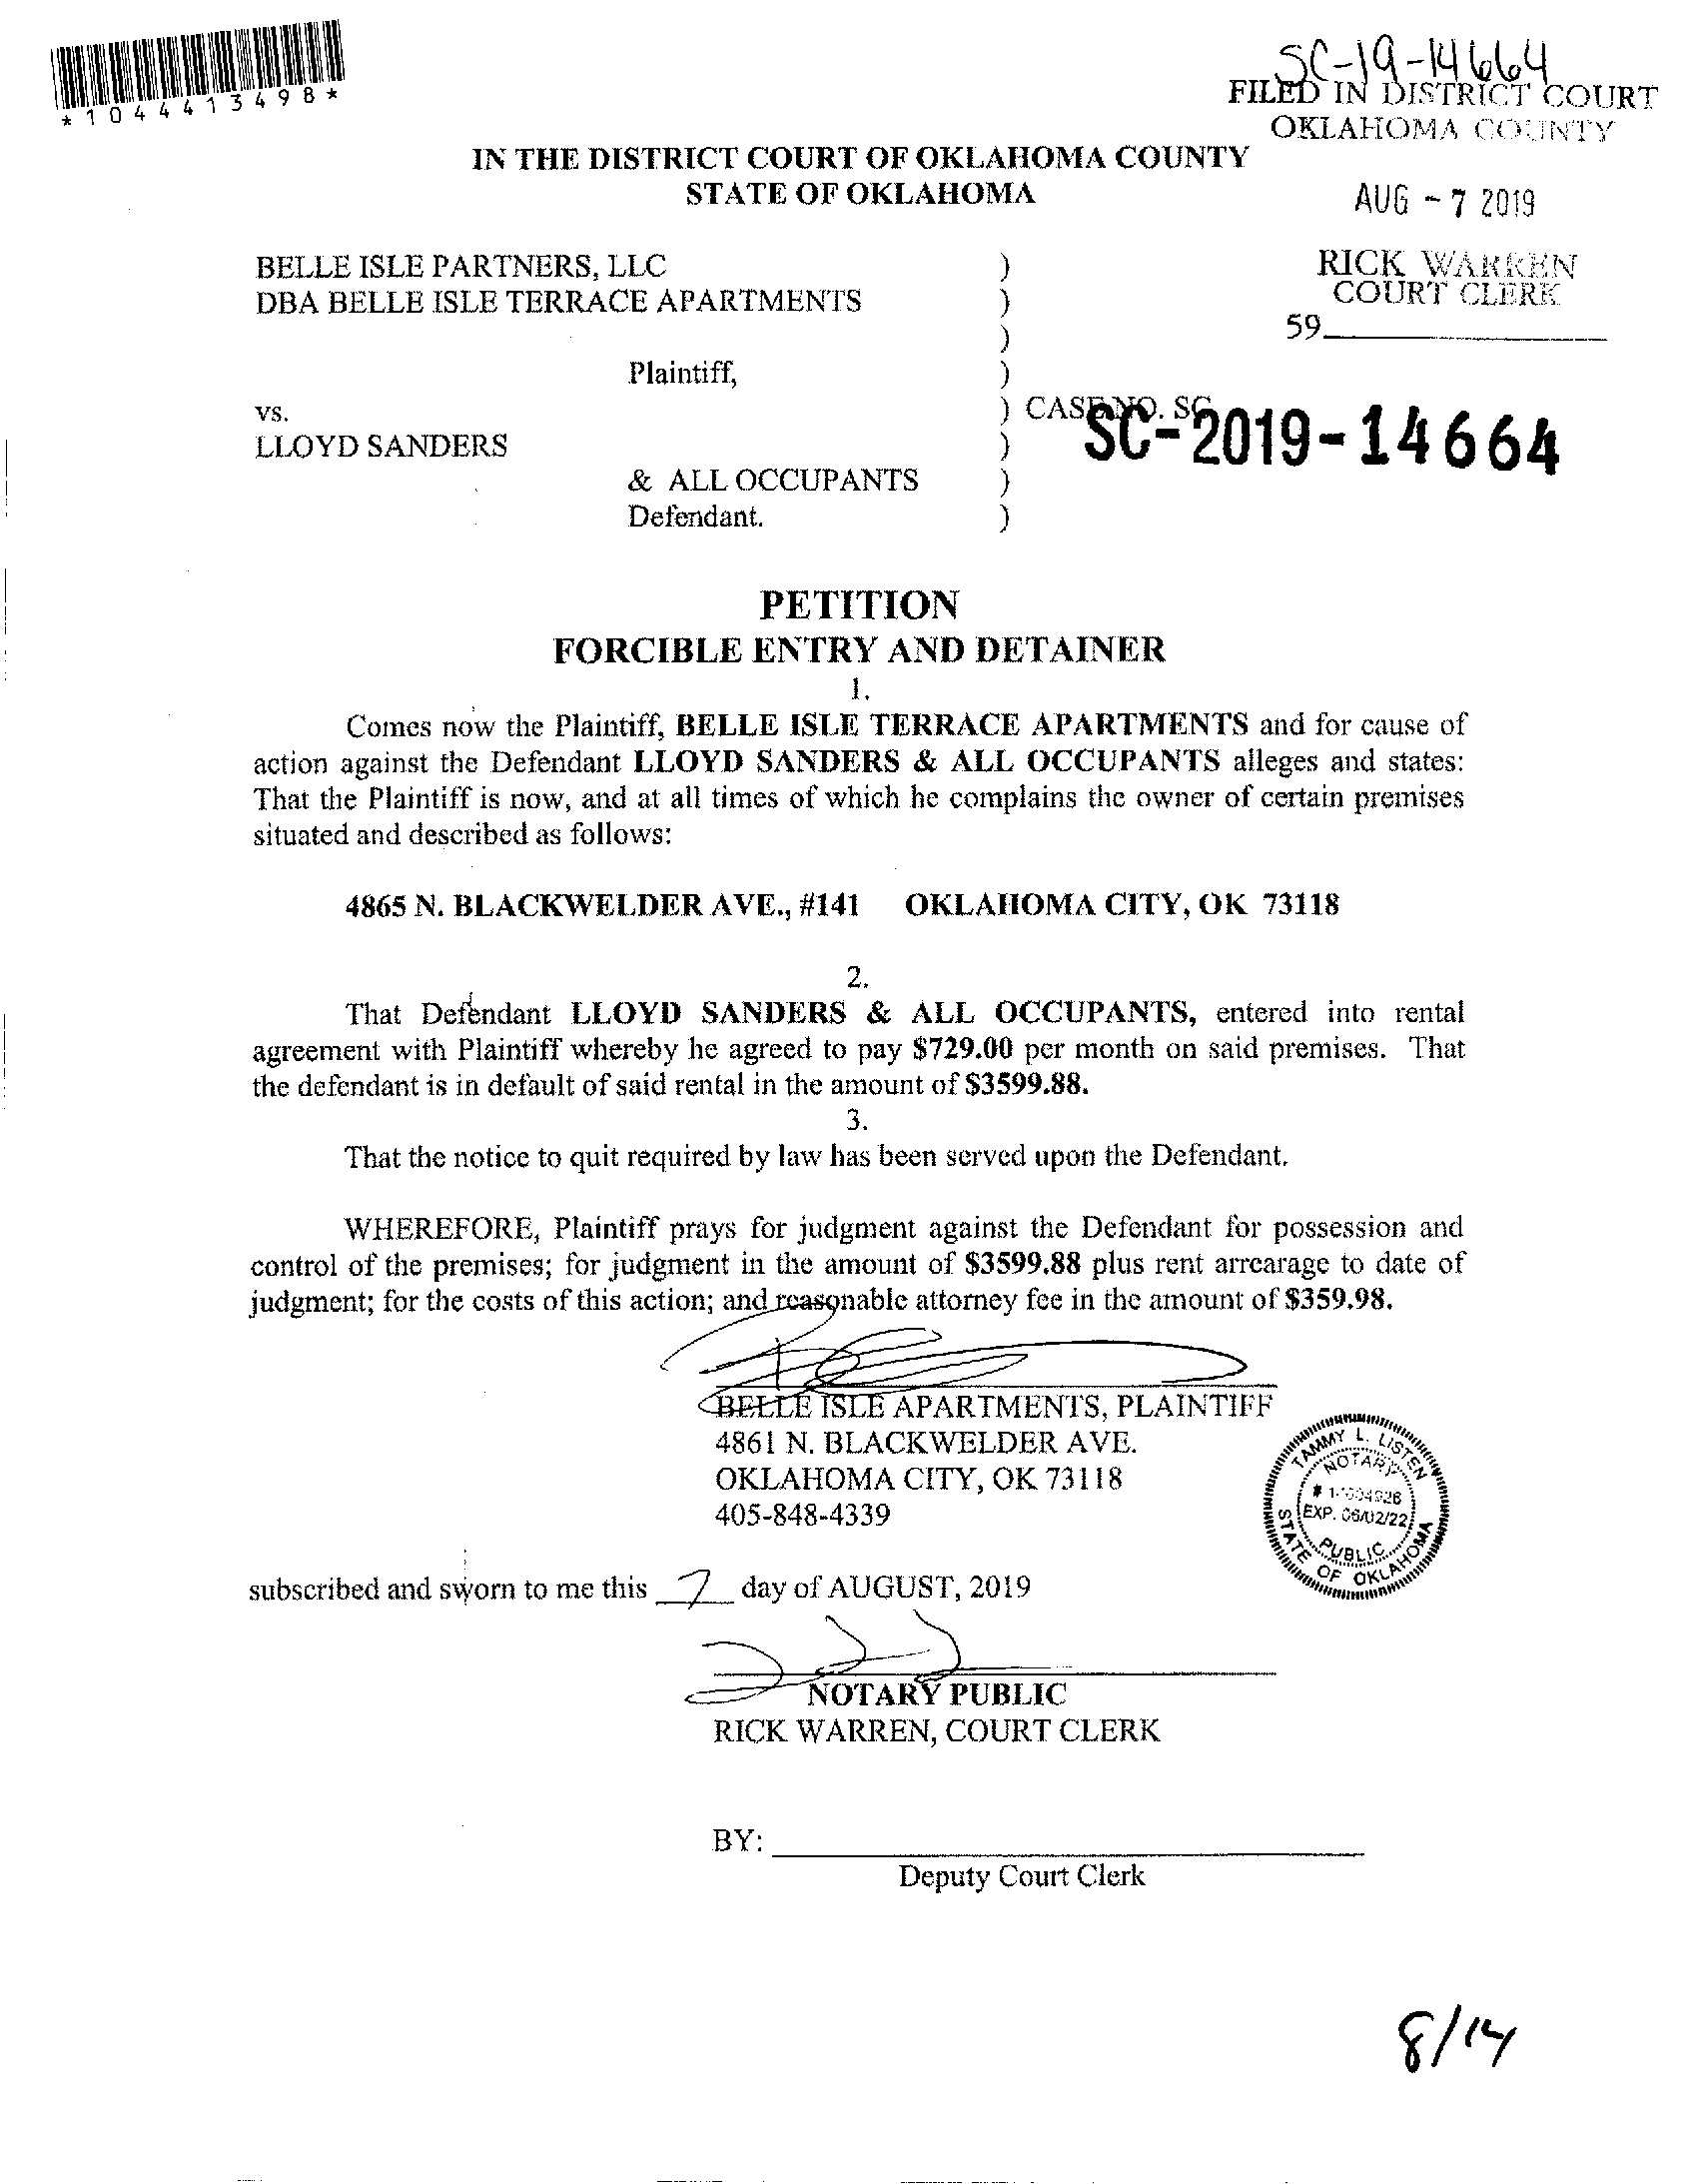 *1044413498*
SC-19-14664
FILED IN DISTRICT COURT
OKLAHOMA COUNTY
IN THE DISTRICT COURT OF OKLAHOMA COUNTY
STATE OF OKLAHOMA
AUG - 7 2019
RICK WARREN
COURT CLERK
59
BELLE ISLE PARTNERS, LLC )
DBA BELLE ISLE TERRACE APARTMENTS )
)
Plaintiff, )
vs. ) CASE NO. SC
SC-2019-14664
LLOYD SANDERS )
& ALL OCCUPANTS )
Defendant. )
PETITION
FORCIBLE ENTRY AND DETAINER
1.
Comes now the Plaintiff, BELLE ISLE TERRACE APARTMENTS and for cause of
action against the Defendant LLOYD SANDERS & ALL OCCUPANTS alleges and states:
That the Plaintiff is now, and at all times of which he complains the owner of certain premises
situated and described as follows:
4865 N. BLACKWELDER AVE., #141 OKLAHOMA CITY, OK 73118
2.
That Defendant LLOYD SANDERS & ALL OCCUPANTS, entered into rental
agreement with Plaintiff whereby he agreed to pay $729.00 per month on said premises. That
the defendant is in default of said rental in the amount of $3599.88.
3.
That the notice to quit required by law has been served upon the Defendant.
WHEREFORE, Plaintiff prays for judgment against the Defendant for possession and
control of the premises; for judgment in the amount of $3599.88 plus rent arrearage to date of
judgment; for the costs of this action; and reasonable attorney fee in the amount of $359.98.
BELLE ISLE APARTMENTS, PLAINTIFF
4861 N. BLACKWELDER AVE.
OKLAHOMA CITY, OK 73118
405-848-4339
TAMMY L. LISTEN
NOTARY
EXP. 06/02/22
PUBLIC
STATE OF OKLAHOMA
subscribed and sworn to me this 7 day of AUGUST, 2019
NOTARY PUBLIC
RICK WARREN, COURT CLERK
BY:
Deputy Court Clerk
8/14